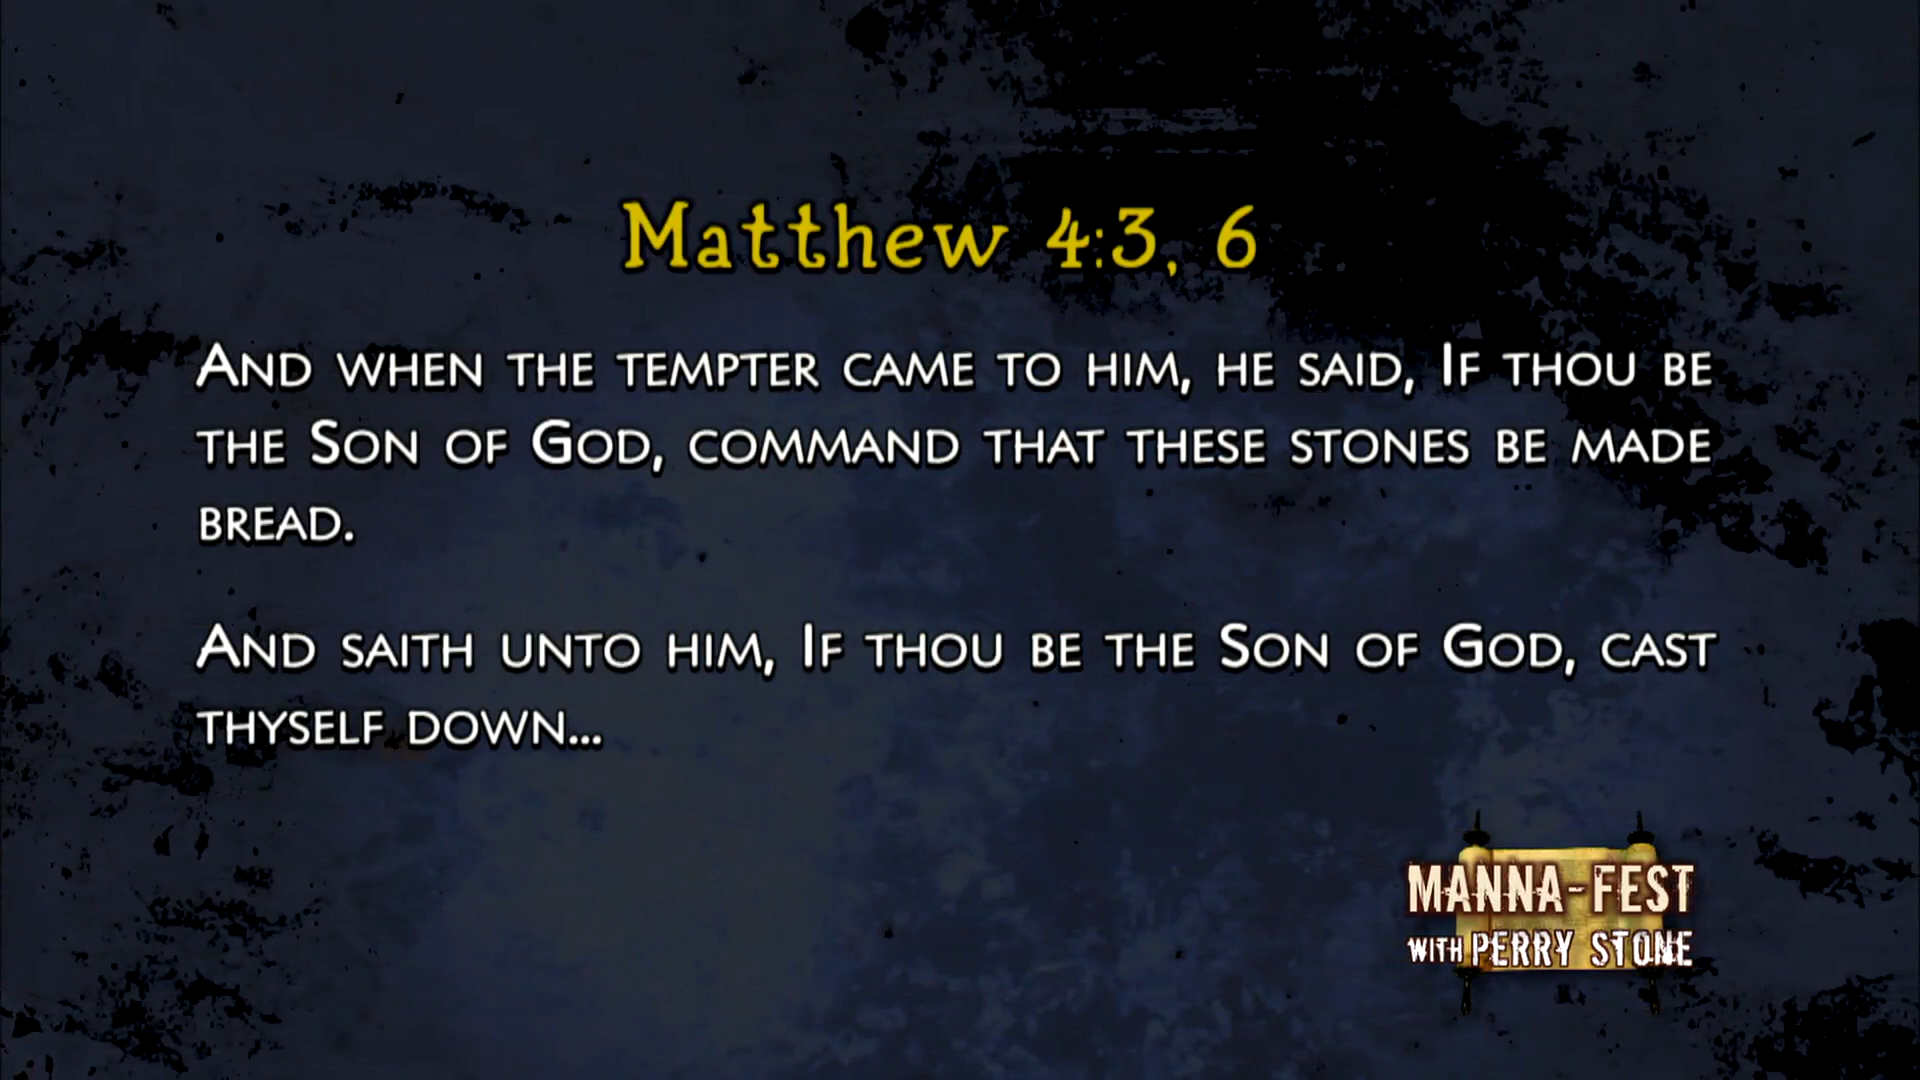 Matthew 4:3, 6
And when the tempter came to him, he said, If thou be
the Son of God, command that these stones be made
bread.
And saith unto him, If thou be the Son of God, cast
thyself down...
MANNA-FEST
WITH PERRY STONE